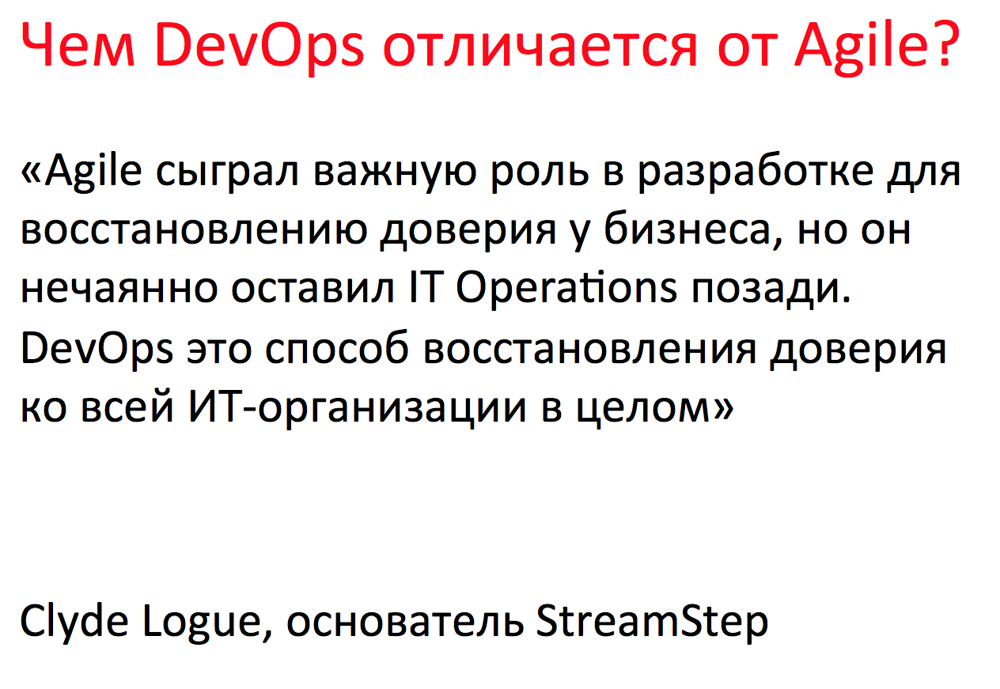 Чем DevOps отличается от Agile?
«Agile сыграл важную роль в разработке для
восстановлению доверия у бизнеса, но он
нечаянно оставил IT Operations позади.
DevOps это способ восстановления доверия
ко всей ИТ-организации в целом»
Clyde Logue, основатель StreamStep